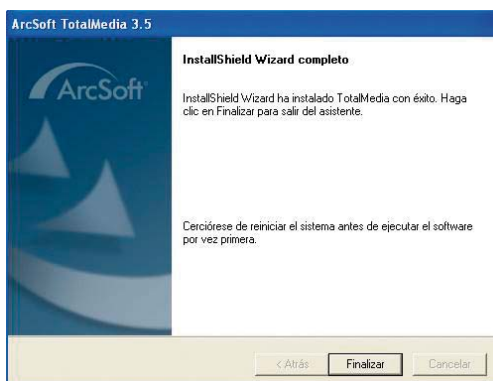 ArcSoft TotalMedia 3.5
ArcSoft
InstallShield Wizard completo
InstallShield Wizard ha instalado TotalMedia con éxito. Haga
clic en Finalizar para salir del asistente.
Cerciórese de reiniciar el sistema antes de ejecutar el software
por vez primera.
< Atrás
Finalizar
Cancelar